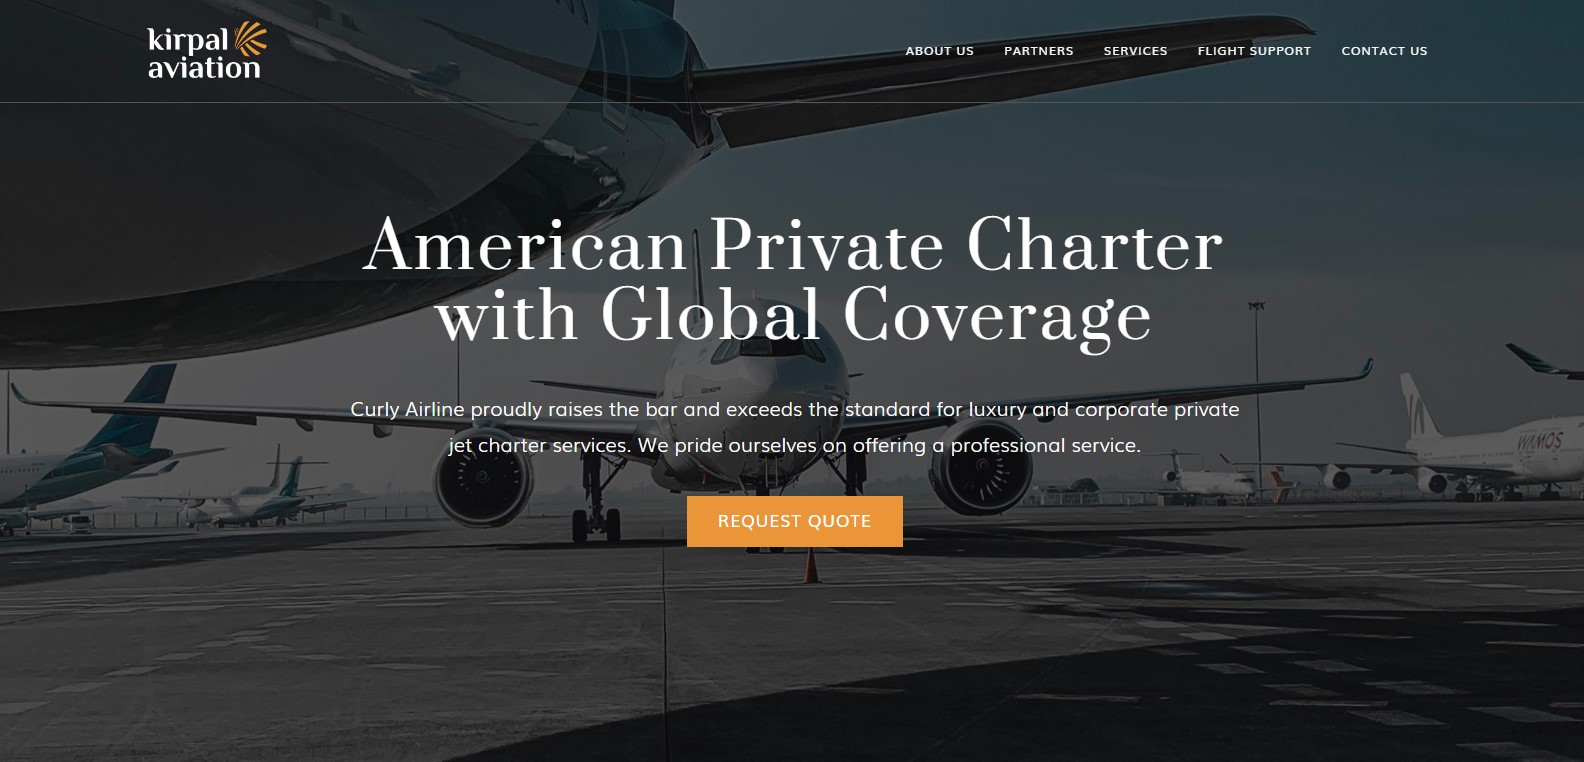 kirpal
aviation
ABOUT US
PARTNERS
SERVICES
FLIGHT SUPPORT
CONTACT US
American Private Charter
with Global Coverage
Curly Airline proudly raises the bar and exceeds the standard for luxury and corporate private
jet charter services. We pride ourselves on offering a professional service.
REQUEST QUOTE
WAMOS